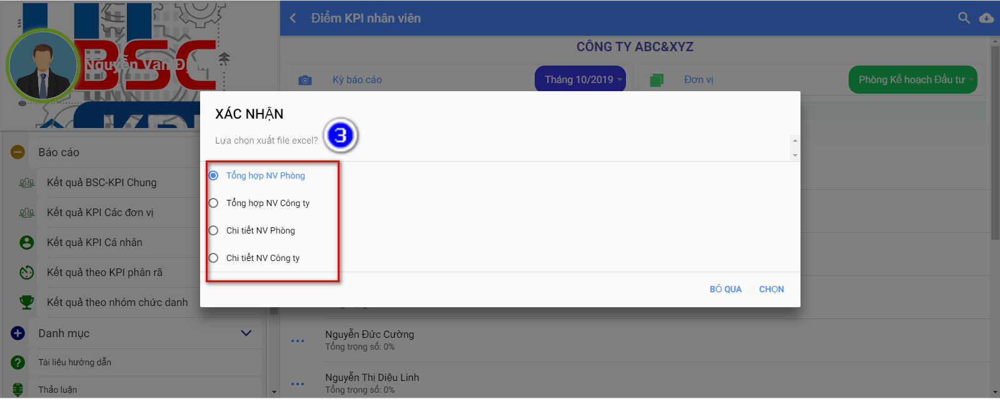 Điểm KPI nhân viên
CÔNG TY ABC&XYZ
BSC
Nguyễn Văn
Kỳ báo cáo
Tháng 10/2019
Đơn vị
Phòng Kế hoạch Đầu tư
XÁC NHẬN
Lựa chọn xuất file excel?
3
Tổng hợp NV Phòng
Tổng hợp NV Công ty
Chi tiết NV Phòng
Chi tiết NV Công ty
BỎ QUA
CHỌN
Báo cáo
Kết quả BSC-KPI Chung
Kết quả KPI Các đơn vị
Kết quả KPI Cá nhân
Kết quả theo KPI phân rã
Kết quả theo nhóm chức danh
Danh mục
Tài liệu hướng dẫn
Thảo luận
Nguyễn Đức Cường
Tổng trọng số: 0%
Nguyễn Thị Diệu Linh
Tổng trọng số: 0%